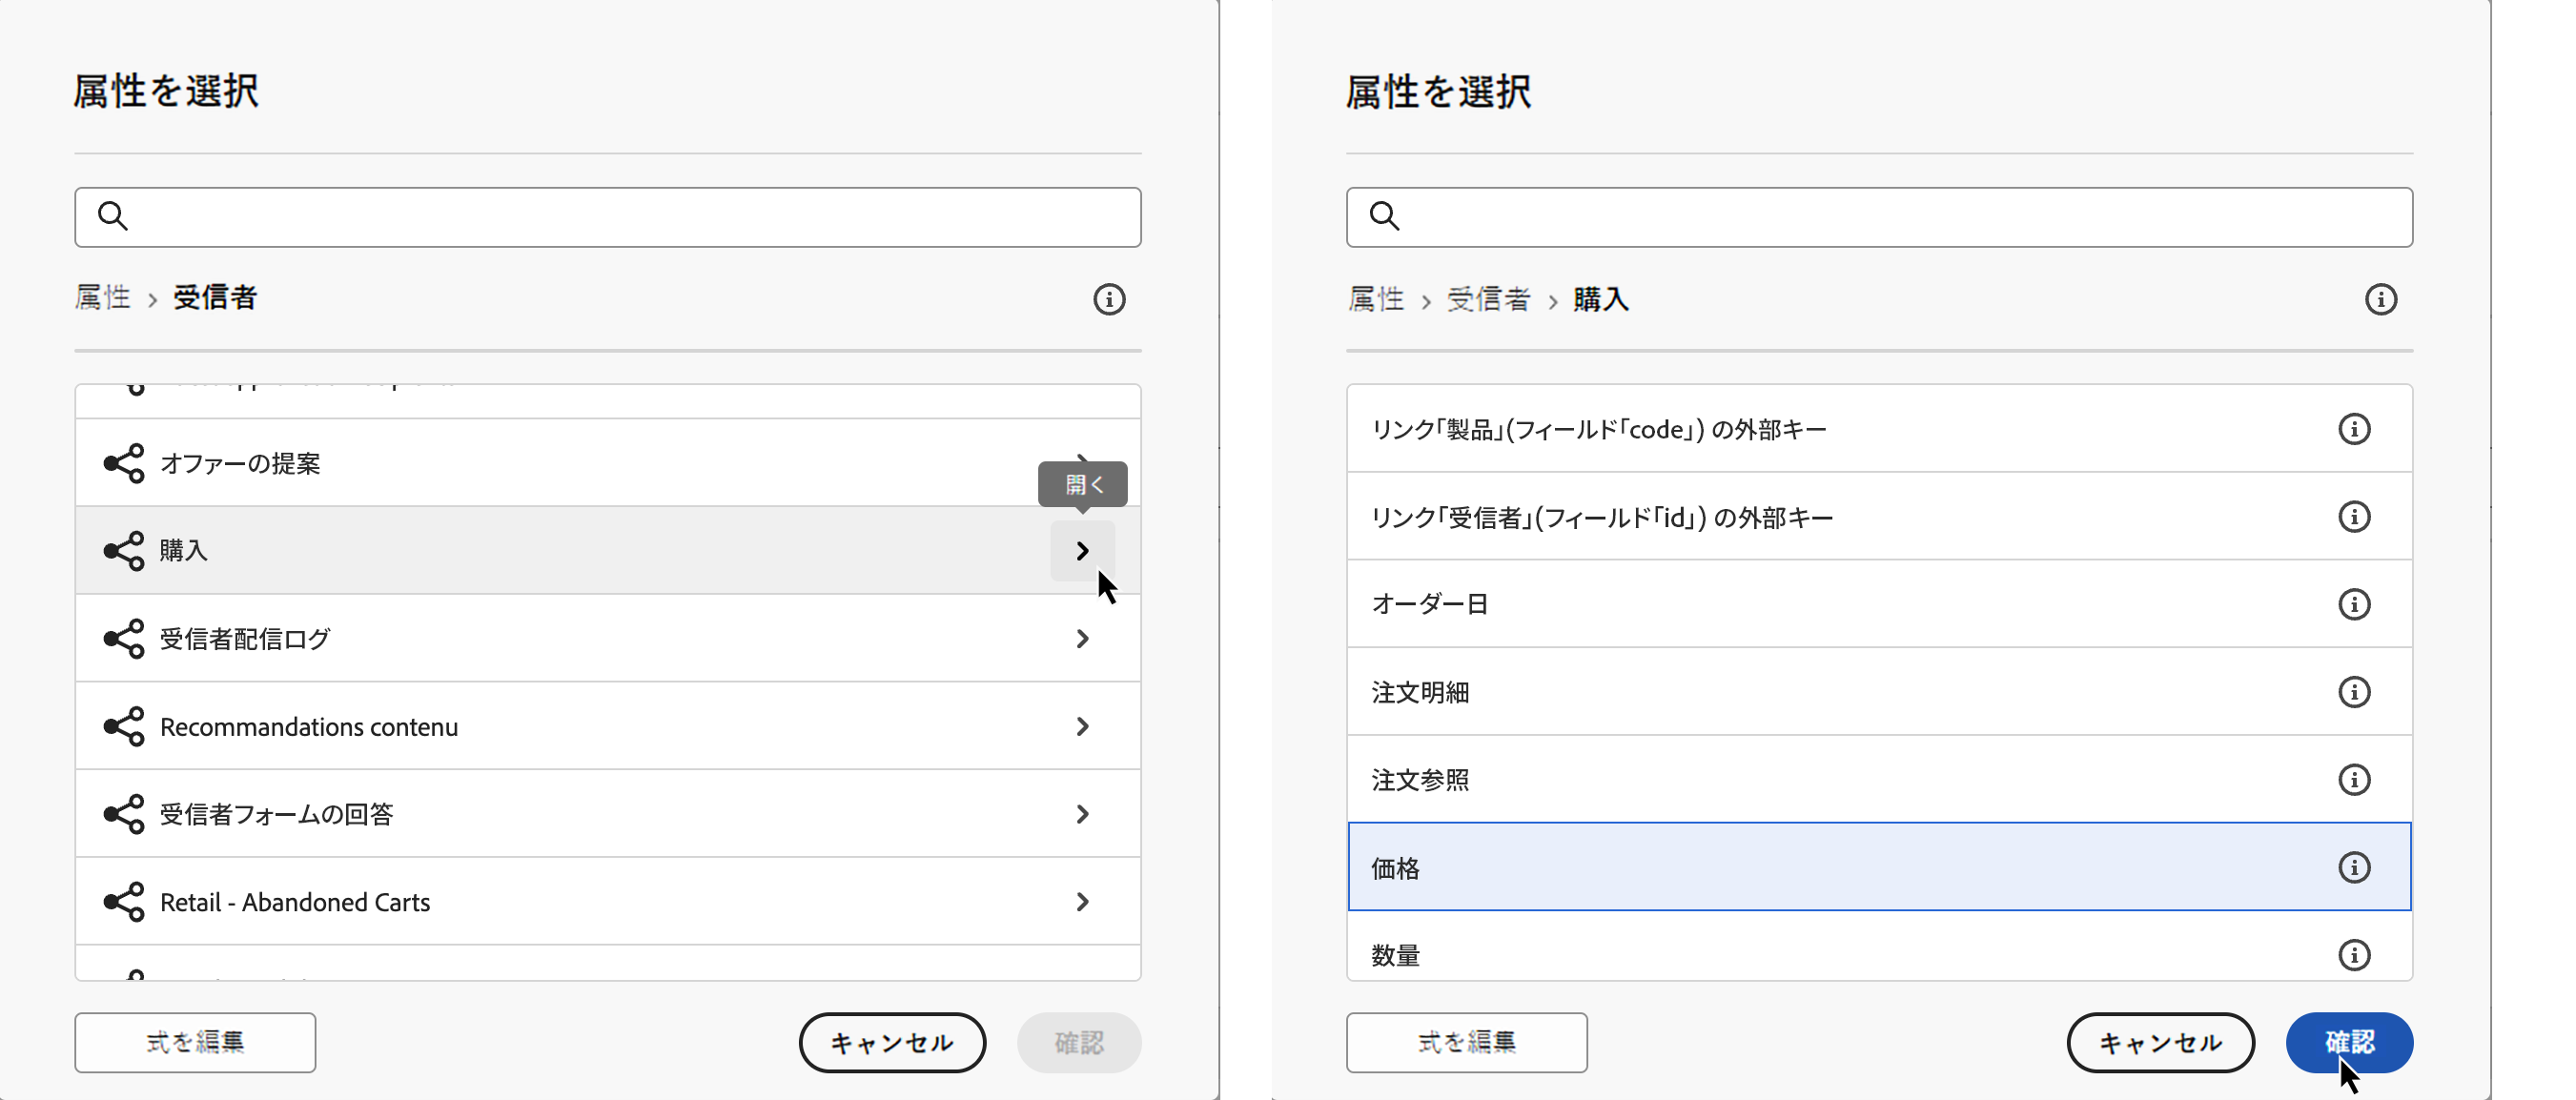 属性を選択
属性 > 受信者
オファーの提案
開く
購入
受信者配信ログ
Recommandations contenu
受信者フォームの回答
Retail - Abandoned Carts
式を編集
キャンセル
確認
属性を選択
属性 > 受信者 > 購入
リンク「製品」(フィールド「code」) の外部キー
リンク「受信者」(フィールド「id」) の外部キー
オーダー日
注文明細
注文参照
価格
数量
式を編集
キャンセル
確認